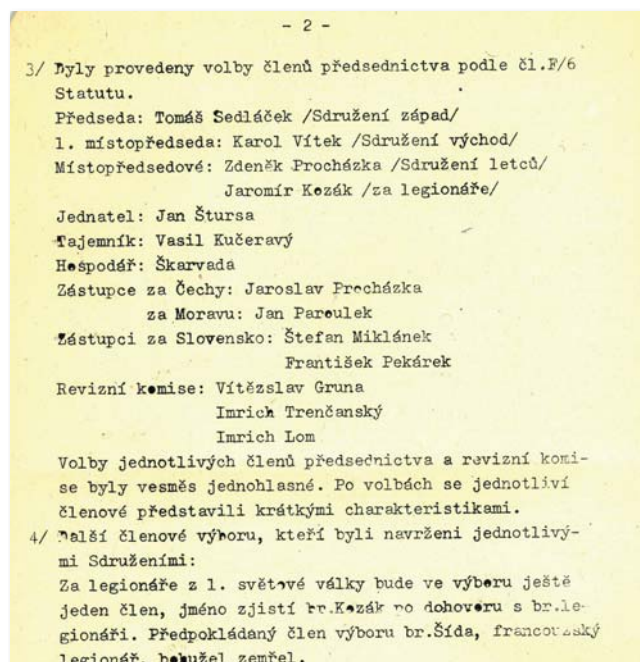 - 2 -
3/ Byly provedeny volby členů předsednictva podle čl.F/6
Statutu.
Předseda: Tomáš Sedláček /Sdružení západ/
1. místopředseda: Karol Vítek /Sdružení východ/
Místopředsedové: Zdeněk Procházka /Sdružení letců/
Jaromír Kozák /za legionáře/
Jednatel: Jan Štursa
Tajemník: Vasil Kučeravý
Hospodář: Škarvada
Zástupce za Čechy: Jaroslav Procházka
za Moravu: Jan Paroulek
Zástupci za Slovensko: Štefan Miklánek
František Pekárek
Revizní komise: Vítězslav Gruna
Imrich Trenčanský
Imrich Lom
Volby jednotlivých členů předsednictva a revizní komi-
se byly vesměs jednohlasné. Po volbách se jednotliví
členové představili krátkými charakteristikami.
4/ Další členové výboru, kteří byli navrženi jednotlivý-
mi Sdruženími:
Za legionáře z 1. světové války bude ve výboru ještě
jeden člen, jméno zjistí br.Kozák po dohovoru s br.le-
gionáři. Předpokládaný člen výboru br.Šída, francouzský
legionář, bohužel zemřel.